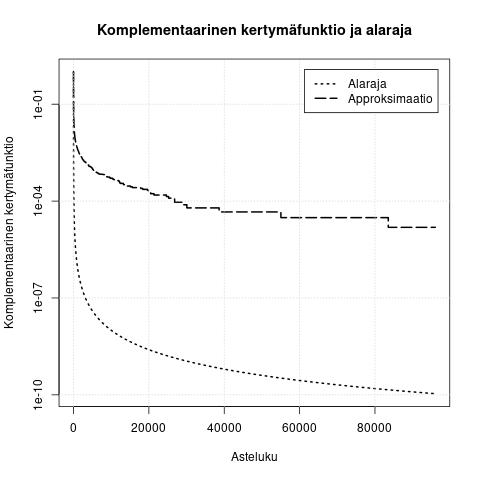 Komplementaarinen kertymäfunktio ja alaraja
Komplementaarinen kertymäfunktio
1e-01
1e-04
1e-07
1e-10
Alaraja
Approksimaatio
0 20000 40000 60000 80000
Asteluku